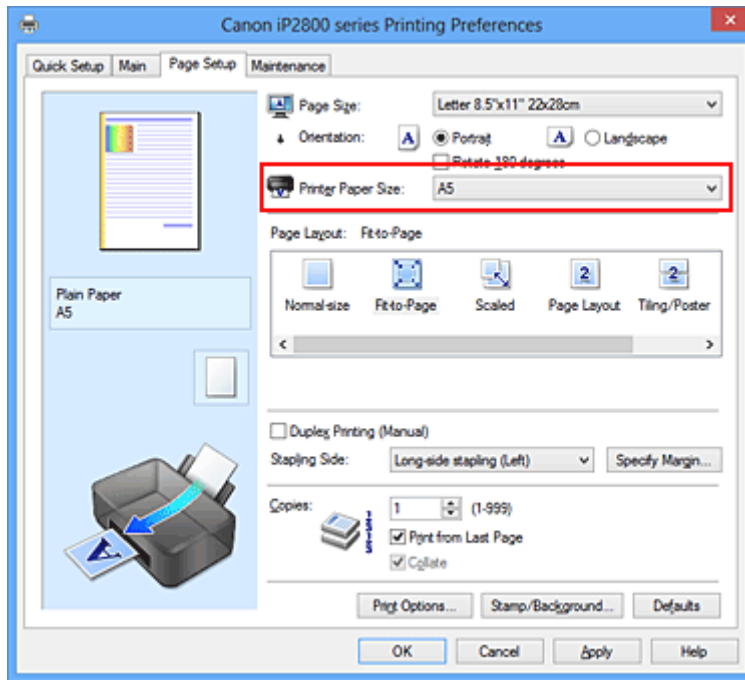 Canon iP2800 series Printing Preferences
Quick Setup Main Page Setup Maintenance
Page Size: Letter 8.5"x11" 22x28cm
Orientation: A Portrait A Landscape
Rotate 180 degrees
Printer Paper Size: A5
Page Layout: Fit-to-Page
Plain Paper
A5
2 2
Normal-size Fit-to-Page Scaled Page Layout Tiling/Poster
Duplex Printing (Manual)
Stapling Side: Long-side stapling (Left) Specify Margin...
Copies: 1 (1-999)
Print from Last Page
Collate
A
Print Options... Stamp/Background... Defaults
OK Cancel Apply Help